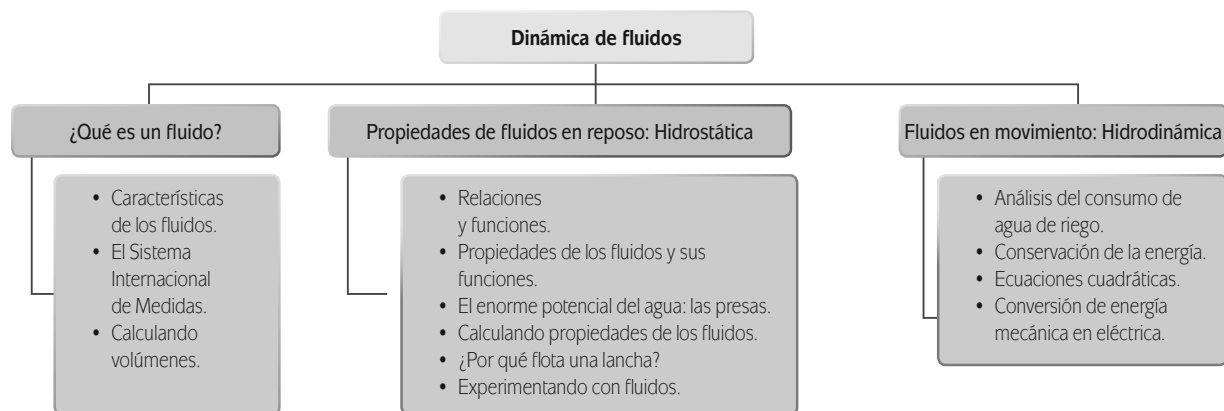 Dinámica de fluidos
¿Qué es un fluido?
• Características
de los fluidos.
• El Sistema
Internacional
de Medidas.
• Calculando
volúmenes.
Propiedades de fluidos en reposo: Hidrostática
• Relaciones
y funciones.
• Propiedades de los fluidos y sus
funciones.
• El enorme potencial del agua: las presas.
• Calculando propiedades de los fluidos.
• ¿Por qué flota una lancha?
• Experimentando con fluidos.
Fluidos en movimiento: Hidrodinámica
• Análisis del consumo de
agua de riego.
• Conservación de la energía.
• Ecuaciones cuadráticas.
• Conversión de energía
mecánica en eléctrica.